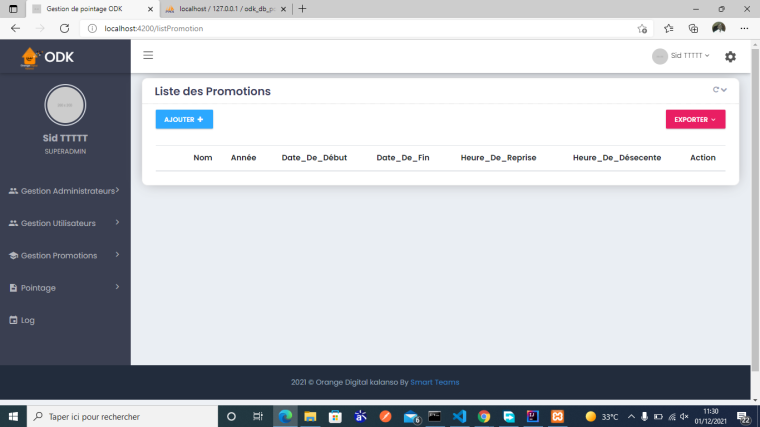 Gestion de pointage ODK
localhost / 127.0.0.1 / odk_db_p
localhost:4200/listPromotion
ODK
Sid TTTTT
Sid TTTTT
SUPERADMIN
Gestion Administrateurs
Gestion Utilisateurs
Gestion Promotions
Pointage
Log
Liste des Promotions
AJOUTER
EXPORTER
Nom Année Date_De_Début Date_De_Fin Heure_De_Reprise Heure_De_Désecente Action
2021 © Orange Digital kalanso By Smart Teams
Taper ici pour rechercher
6
33°C
11:30
01/12/2021
22